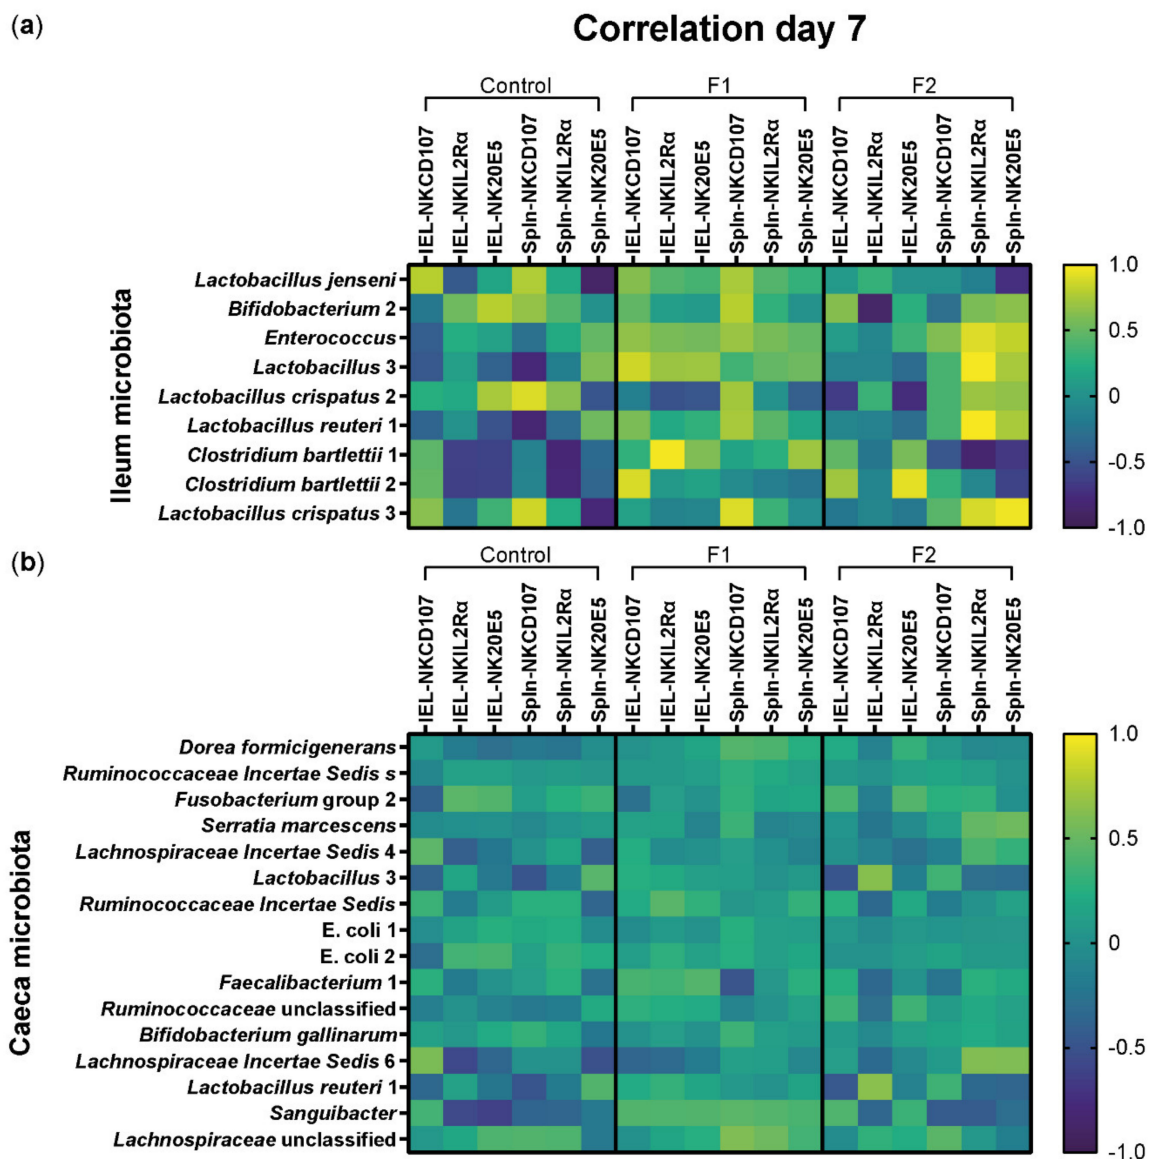 (a)
Correlation day 7
Control
F1
F2
IEL-NKCD107
IEL-NKIL2Rα
IEL-NK20E5
Spln-NKCD107
Spln-NKIL2Rα
Spln-NK20E5
IEL-NKCD107
IEL-NKIL2Rα
IEL-NK20E5
Spln-NKCD107
Spln-NKIL2Rα
Spln-NK20E5
IEL-NKCD107
IEL-NKIL2Rα
IEL-NK20E5
Spln-NKCD107
Spln-NKIL2Rα
Spln-NK20E5
Ileum microbiota
Lactobacillus jenseni
Bifidobacterium 2
Enterococcus
Lactobacillus 3
Lactobacillus crispatus 2
Lactobacillus reuteri 1
Clostridium bartlettii 1
Clostridium bartlettii 2
Lactobacillus crispatus 3
1.0
0.5
0
-0.5
-1.0
(b)
Control
F1
F2
IEL-NKCD107
IEL-NKIL2Rα
IEL-NK20E5
Spln-NKCD107
Spln-NKIL2Rα
Spln-NK20E5
IEL-NKCD107
IEL-NKIL2Rα
IEL-NK20E5
Spln-NKCD107
Spln-NKIL2Rα
Spln-NK20E5
IEL-NKCD107
IEL-NKIL2Rα
IEL-NK20E5
Spln-NKCD107
Spln-NKIL2Rα
Spln-NK20E5
Caeca microbiota
Dorea formicigenerans
Ruminococcaceae Incertae Sedis s
Fusobacterium group 2
Serratia marcescens
Lachnospiraceae Incertae Sedis 4
Lactobacillus 3
Ruminococcaceae Incertae Sedis
E. coli 1
E. coli 2
Faecalibacterium 1
Ruminococcaceae unclassified
Bifidobacterium gallinarum
Lachnospiraceae Incertae Sedis 6
Lactobacillus reuteri 1
Sanguibacter
Lachnospiraceae unclassified
1.0
0.5
0
-0.5
-1.0